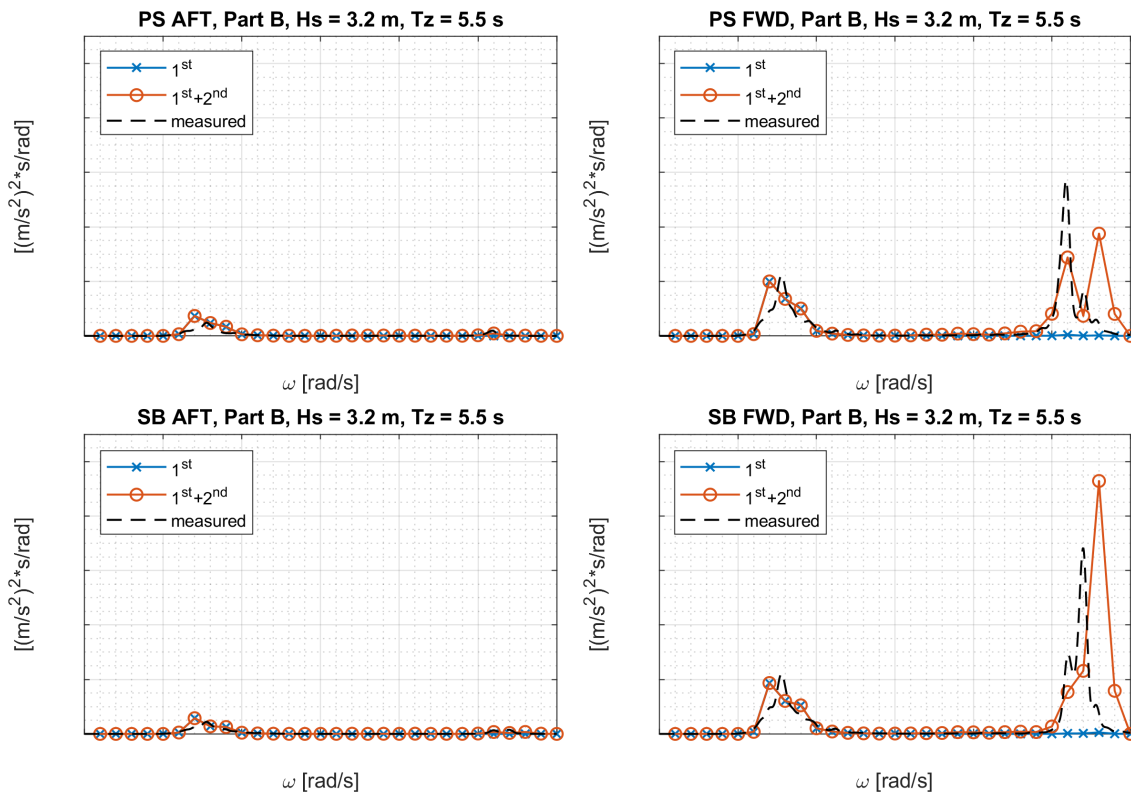 PS AFT, Part B, Hs = 3.2 m, Tz = 5.5 s
1st
1st+2nd
measured
[(m/s²)²*s/rad]
ω [rad/s]
PS FWD, Part B, Hs = 3.2 m, Tz = 5.5 s
1st
1st+2nd
measured
[(m/s²)²*s/rad]
ω [rad/s]
SB AFT, Part B, Hs = 3.2 m, Tz = 5.5 s
1st
1st+2nd
measured
[(m/s²)²*s/rad]
ω [rad/s]
SB FWD, Part B, Hs = 3.2 m, Tz = 5.5 s
1st
1st+2nd
measured
[(m/s²)²*s/rad]
ω [rad/s]